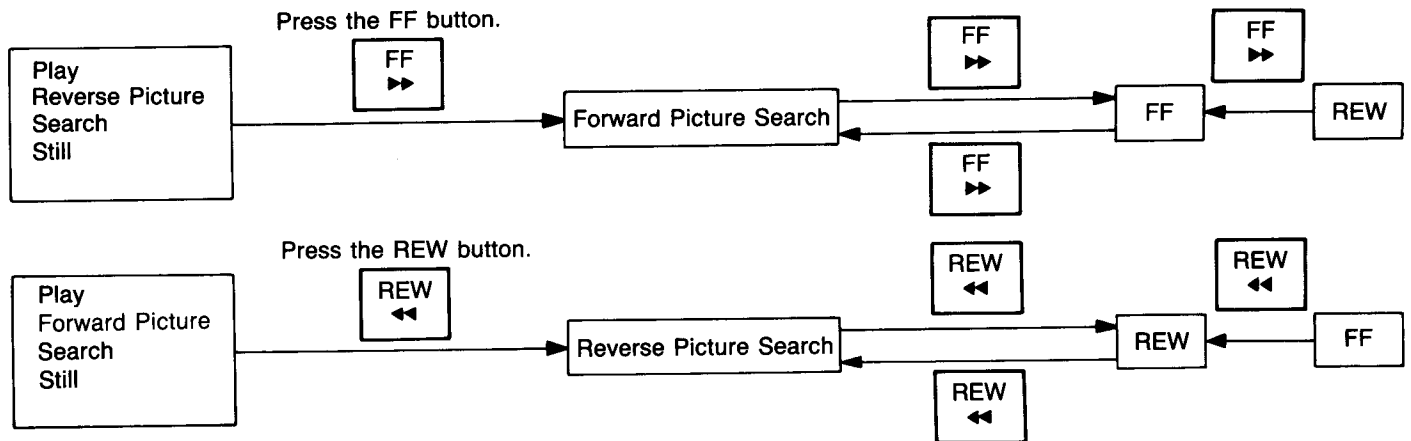 Press the FF button.
FF
FF
FF
Play
Reverse Picture
Search
Still
Forward Picture Search
FF
REW
FF
Press the REW button.
REW
REW
REW
Play
Forward Picture
Search
Still
Reverse Picture Search
REW
FF
REW